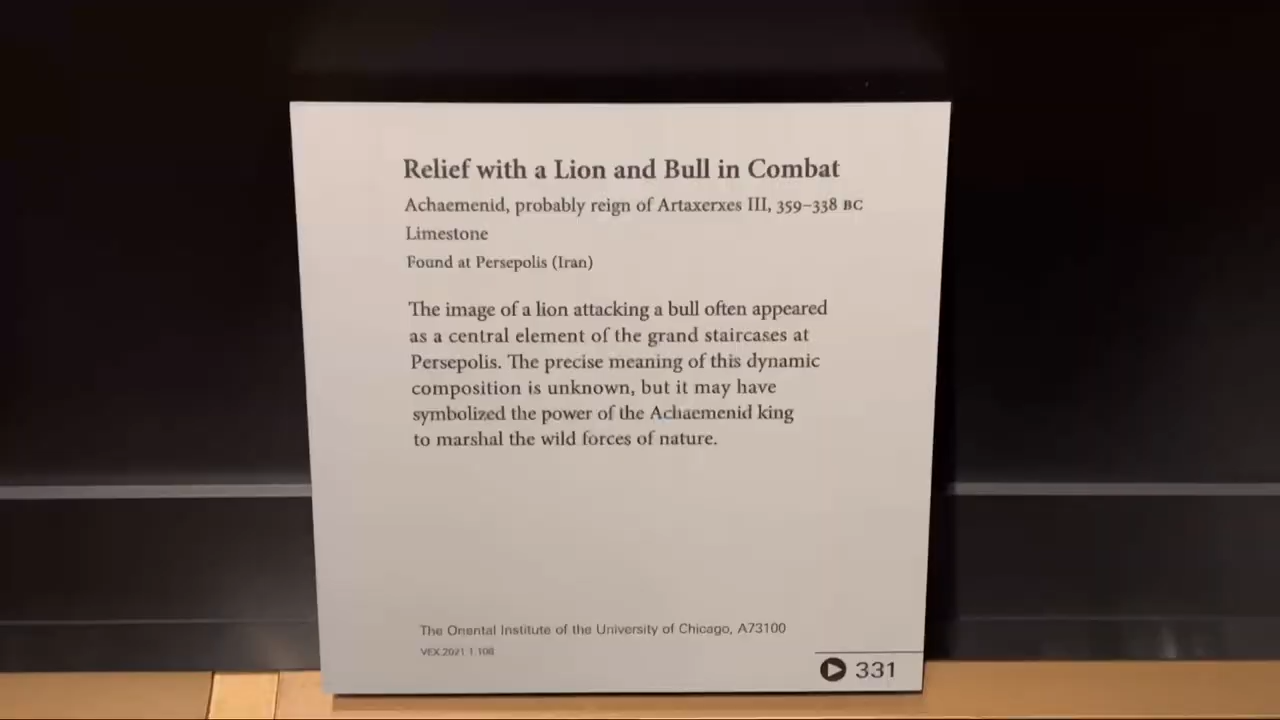 Relief with a Lion and Bull in Combat
Achaemenid, probably reign of Artaxerxes III, 359–338 BC
Limestone
Found at Persepolis (Iran)
The image of a lion attacking a bull often appeared
as a central element of the grand staircases at
Persepolis. The precise meaning of this dynamic
composition is unknown, but it may have
symbolized the power of the Achaemenid king
to marshal the wild forces of nature.
The Oriental Institute of the University of Chicago, A73100
VEX.2021.1.108
331